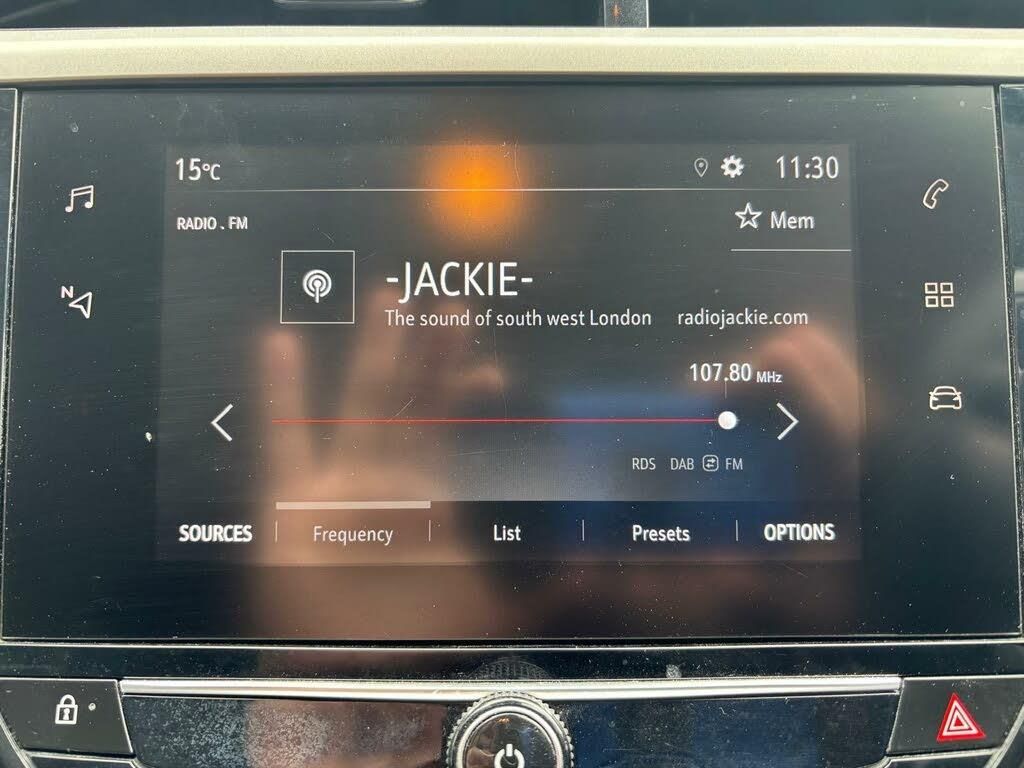 15°C 11:30
RADIO . FM Mem
-JACKIE-
The sound of south west London radiojackie.com
107.80 MHz
RDS DAB FM
SOURCES Frequency List Presets OPTIONS
N